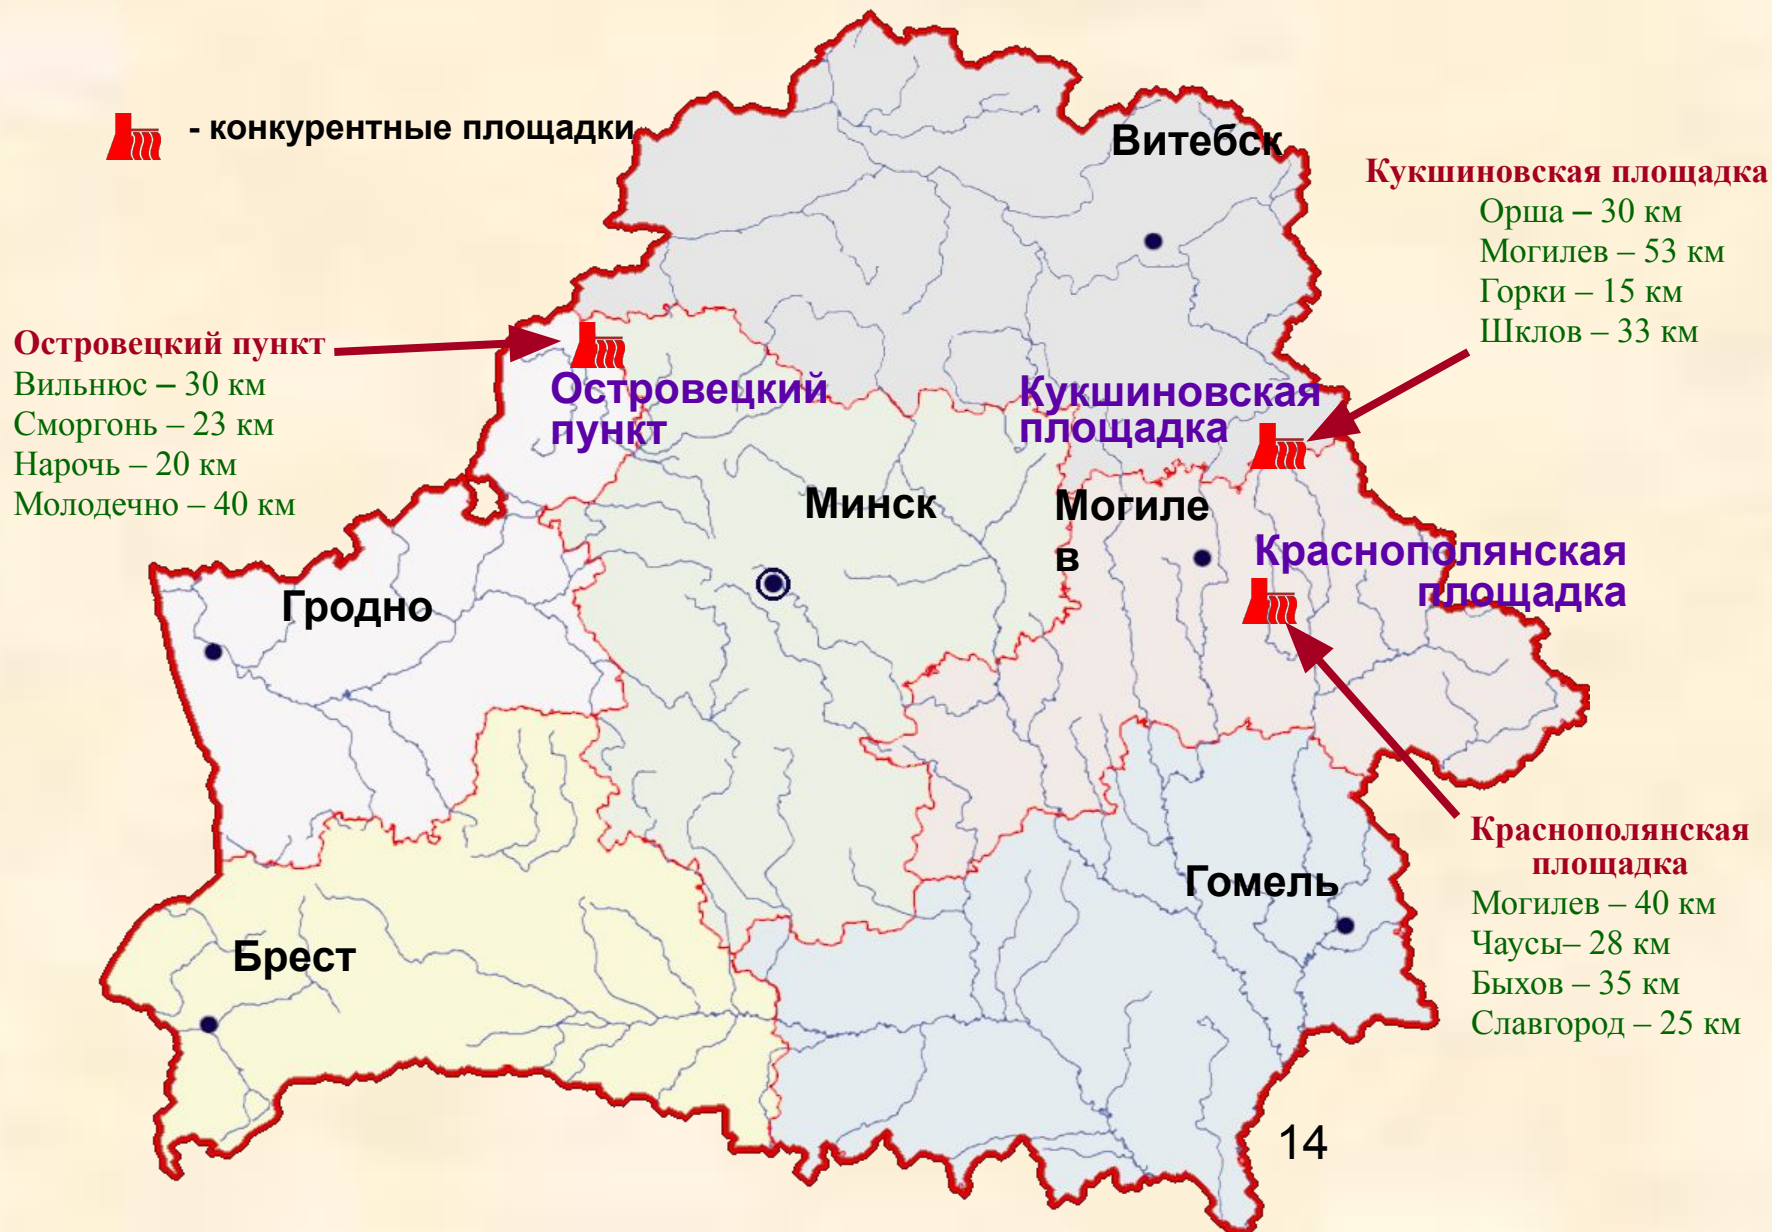 - конкурентные площадки
Витебск
Кукшиновская площадка
Орша – 30 км
Могилев – 53 км
Горки – 15 км
Шклов – 33 км
Островецкий пункт
Вильнюс – 30 км
Сморгонь – 23 км
Нарочь – 20 км
Молодечно – 40 км
Островецкий
пункт
Кукшиновская
площадка
Минск
Могиле
в
Краснополянская
площадка
Гродно
Краснополянская
площадка
Могилев – 40 км
Чаусы– 28 км
Быхов – 35 км
Славгород – 25 км
Гомель
Брест
14